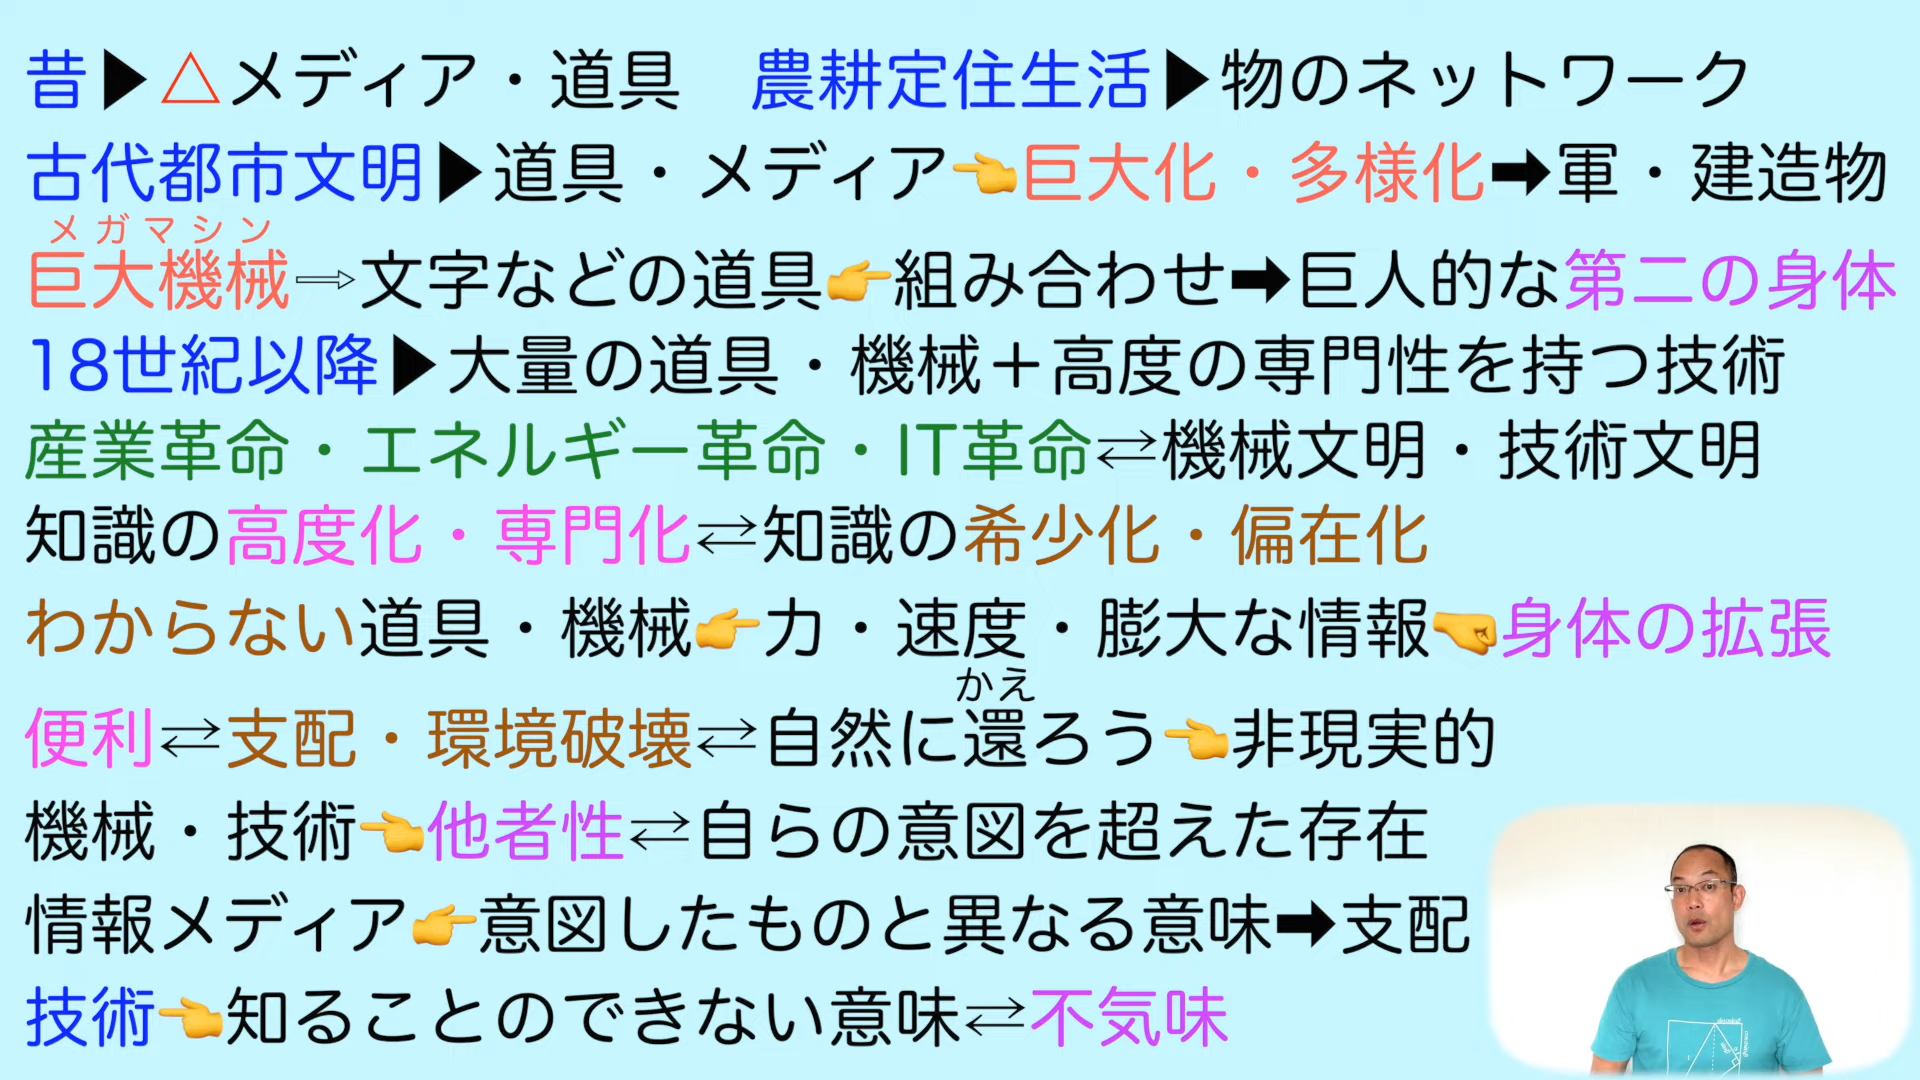 昔▶△メディア・道具　農耕定住生活▶物のネットワーク
古代都市文明▶道具・メディア👈巨大化・多様化➡軍・建造物
メガマシン
巨大機械⇨文字などの道具👉組み合わせ➡巨人的な第二の身体
18世紀以降▶大量の道具・機械＋高度の専門性を持つ技術
産業革命・エネルギー革命・IT革命⇄機械文明・技術文明
知識の高度化・専門化⇄知識の希少化・偏在化
わからない道具・機械👉力・速度・膨大な情報🤜身体の拡張
かえ
便利⇄支配・環境破壊⇄自然に還ろう👈非現実的
機械・技術👈他者性⇄自らの意図を超えた存在
情報メディア👉意図したものと異なる意味➡支配
技術👈知ることのできない意味⇄不気味